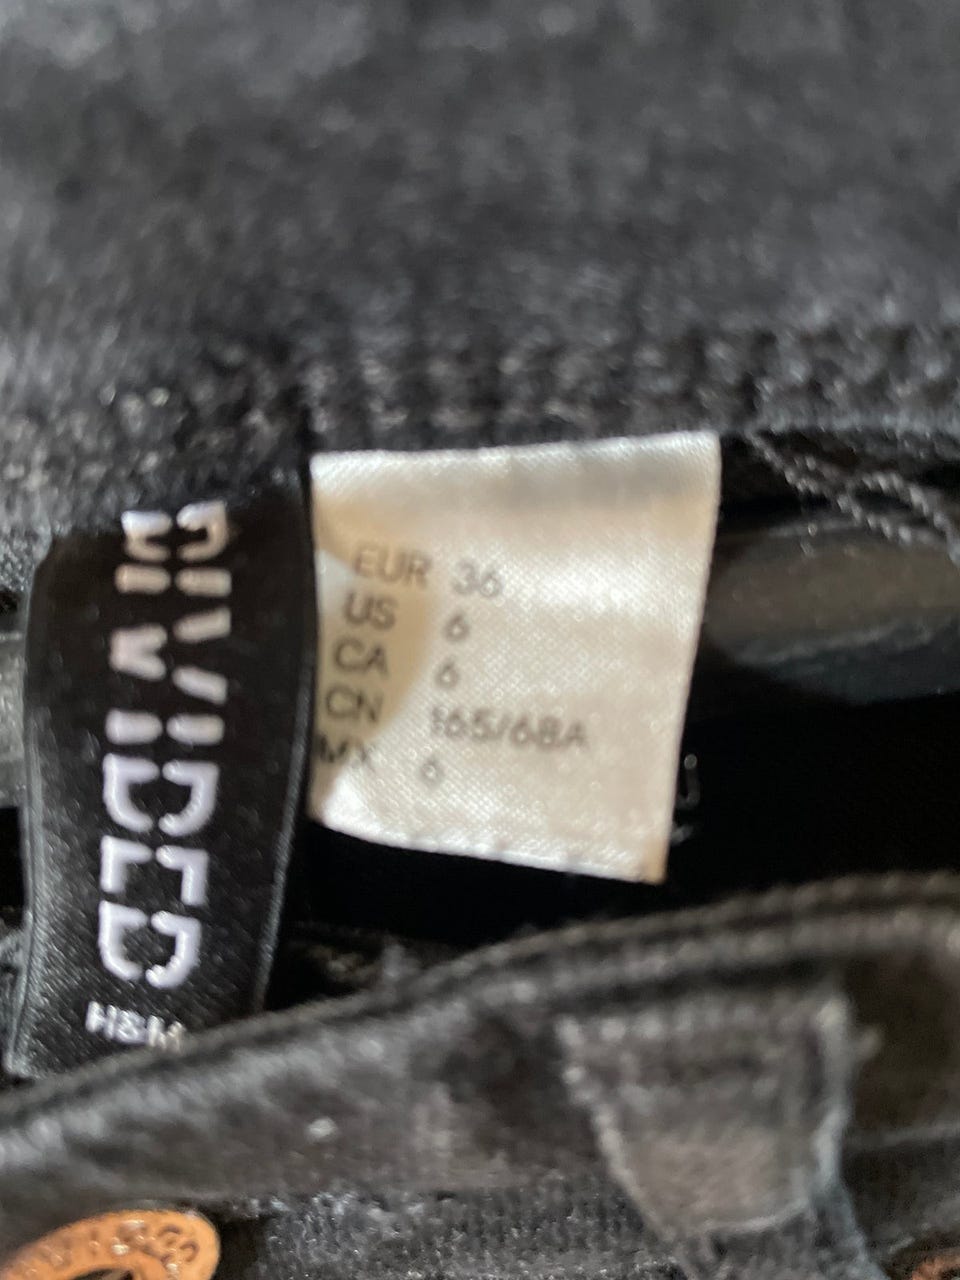 DIVIDED
H&M
EUR 36
US 6
CA 6
CN 165/68A
MX 6